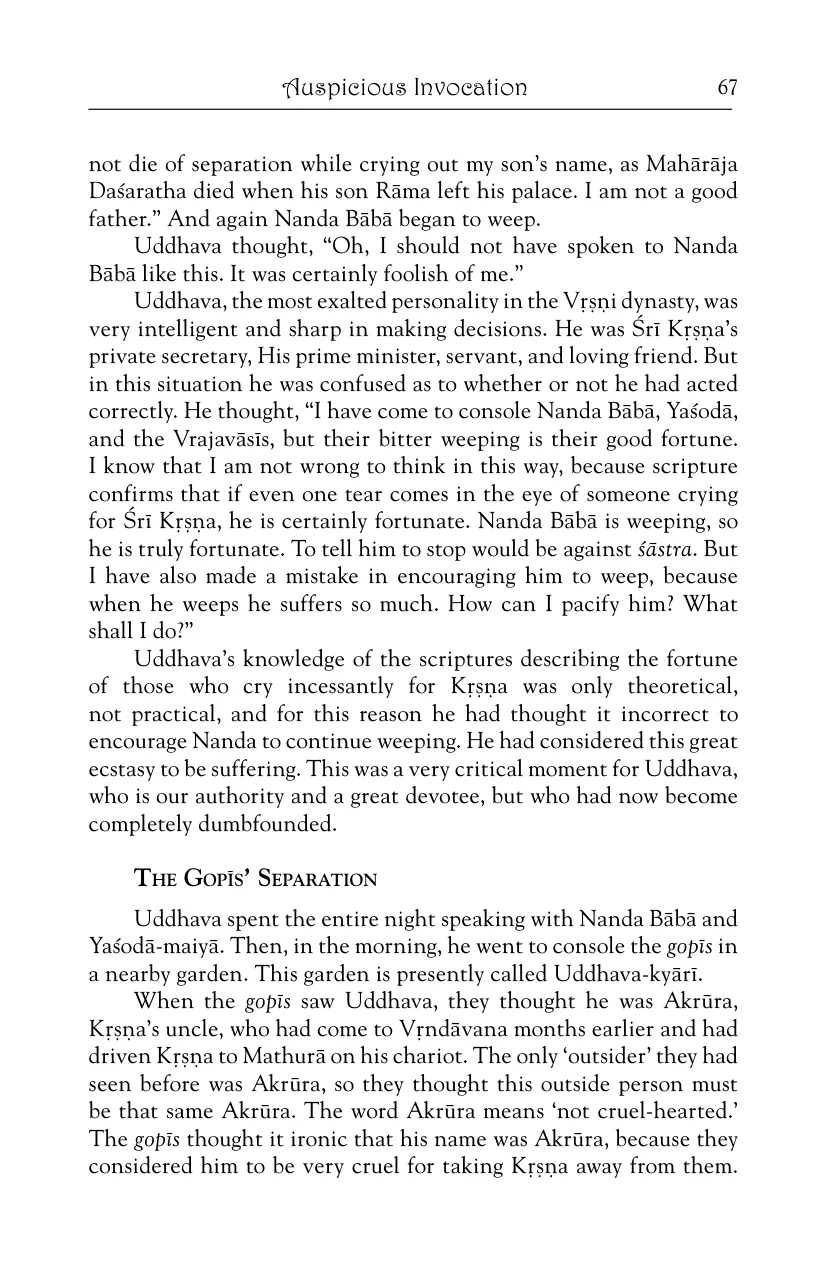 Auspicious Invocation 67
not die of separation while crying out my son’s name, as Mahārāja
Daśaratha died when his son Rāma left his palace. I am not a good
father.” And again Nanda Bābā began to weep.
Uddhava thought, “Oh, I should not have spoken to Nanda
Bābā like this. It was certainly foolish of me.”
Uddhava, the most exalted personality in the Vṛṣṇi dynasty, was
very intelligent and sharp in making decisions. He was Śrī Kṛṣṇa’s
private secretary, His prime minister, servant, and loving friend. But
in this situation he was confused as to whether or not he had acted
correctly. He thought, “I have come to console Nanda Bābā, Yaśodā,
and the Vrajavāsīs, but their bitter weeping is their good fortune.
I know that I am not wrong to think in this way, because scripture
confirms that if even one tear comes in the eye of someone crying
for Śrī Kṛṣṇa, he is certainly fortunate. Nanda Bābā is weeping, so
he is truly fortunate. To tell him to stop would be against śāstra. But
I have also made a mistake in encouraging him to weep, because
when he weeps he suffers so much. How can I pacify him? What
shall I do?”
Uddhava’s knowledge of the scriptures describing the fortune
of those who cry incessantly for Kṛṣṇa was only theoretical,
not practical, and for this reason he had thought it incorrect to
encourage Nanda to continue weeping. He had considered this great
ecstasy to be suffering. This was a very critical moment for Uddhava,
who is our authority and a great devotee, but who had now become
completely dumbfounded.
The Gopīs’ Separation
Uddhava spent the entire night speaking with Nanda Bābā and
Yaśodā-maiyā. Then, in the morning, he went to console the gopīs in
a nearby garden. This garden is presently called Uddhava-kyārī.
When the gopīs saw Uddhava, they thought he was Akrūra,
Kṛṣṇa’s uncle, who had come to Vṛndāvana months earlier and had
driven Kṛṣṇa to Mathurā on his chariot. The only ‘outsider’ they had
seen before was Akrūra, so they thought this outside person must
be that same Akrūra. The word Akrūra means ‘not cruel-hearted.’
The gopīs thought it ironic that his name was Akrūra, because they
considered him to be very cruel for taking Kṛṣṇa away from them.